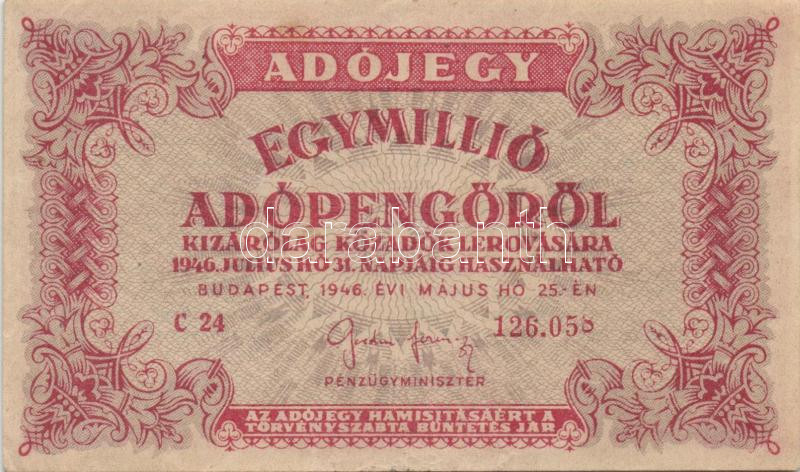 ADÓJEGY
EGYMILLIÓ
ADÓPENGŐRŐL
KIZÁRÓLAG KÖZADÓK LEROVÁSÁRA
1946. JULIUS HÓ 31. NAPJÁIG HASZNÁLHATÓ
BUDAPEST, 1946. ÉVI MÁJUS HÓ 25.-ÉN
C 24 126.058
PÉNZÜGYMINISZTER
AZ ADÓJEGY HAMISITÁSÁÉRT A
TÖRVÉNYSZABTA BÜNTETÉS JÁR
darabanth